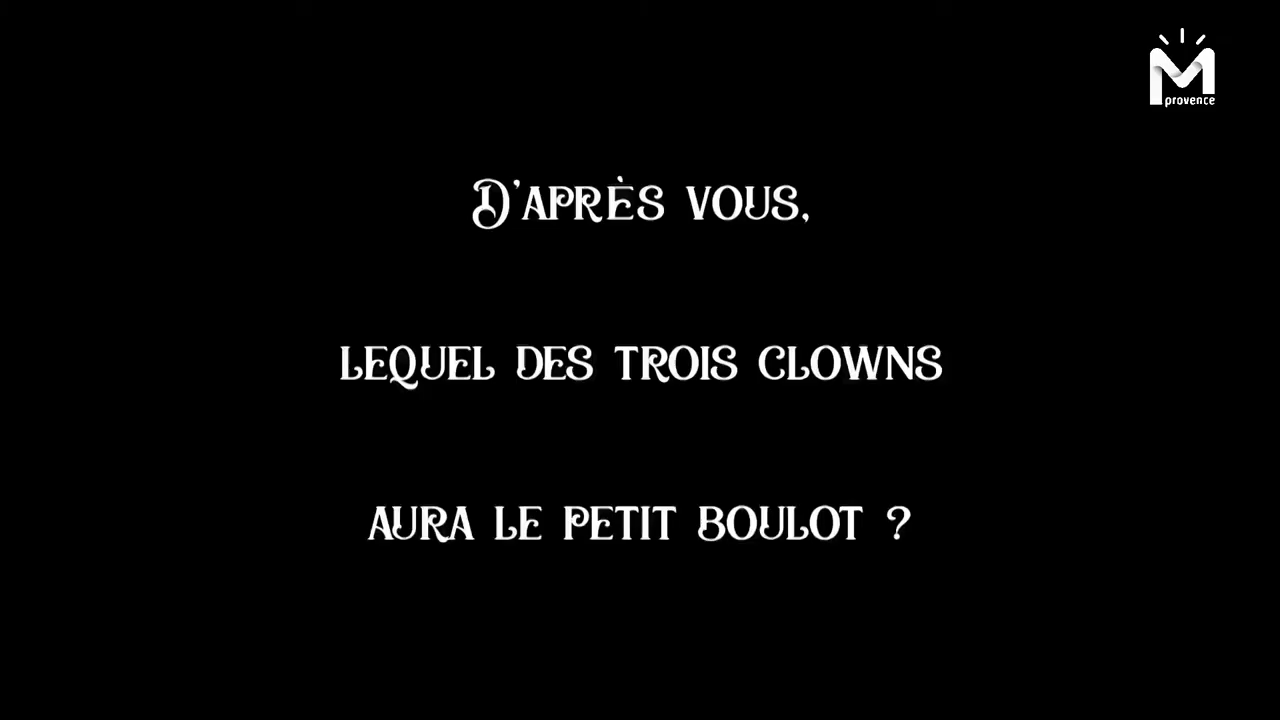 M
provence
D'APRÈS VOUS,
LEQUEL DES TROIS CLOWNS
AURA LE PETIT BOULOT ?